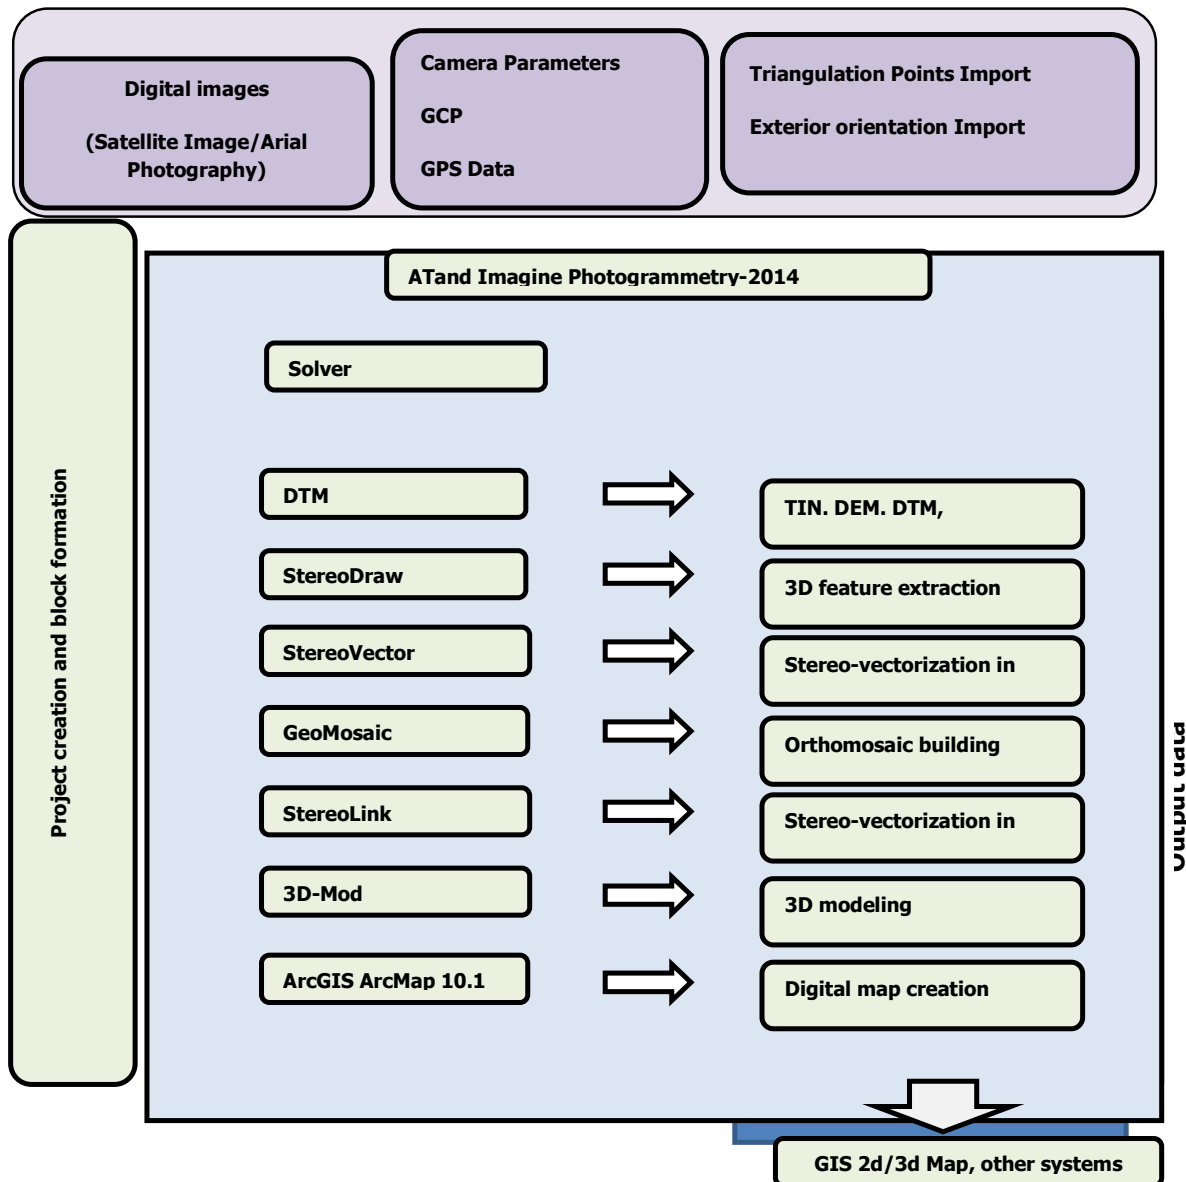 Digital images
(Satellite Image/Arial
Photography)
Camera Parameters
GCP
GPS Data
Triangulation Points Import
Exterior orientation Import
Project creation and block formation
ATand Imagine Photogrammetry-2014
Solver
DTM
TIN. DEM. DTM,
StereoDraw
3D feature extraction
StereoVector
Stereo-vectorization in
GeoMosaic
Orthomosaic building
StereoLink
Stereo-vectorization in
3D-Mod
3D modeling
ArcGIS ArcMap 10.1
Digital map creation
Output data
GIS 2d/3d Map, other systems